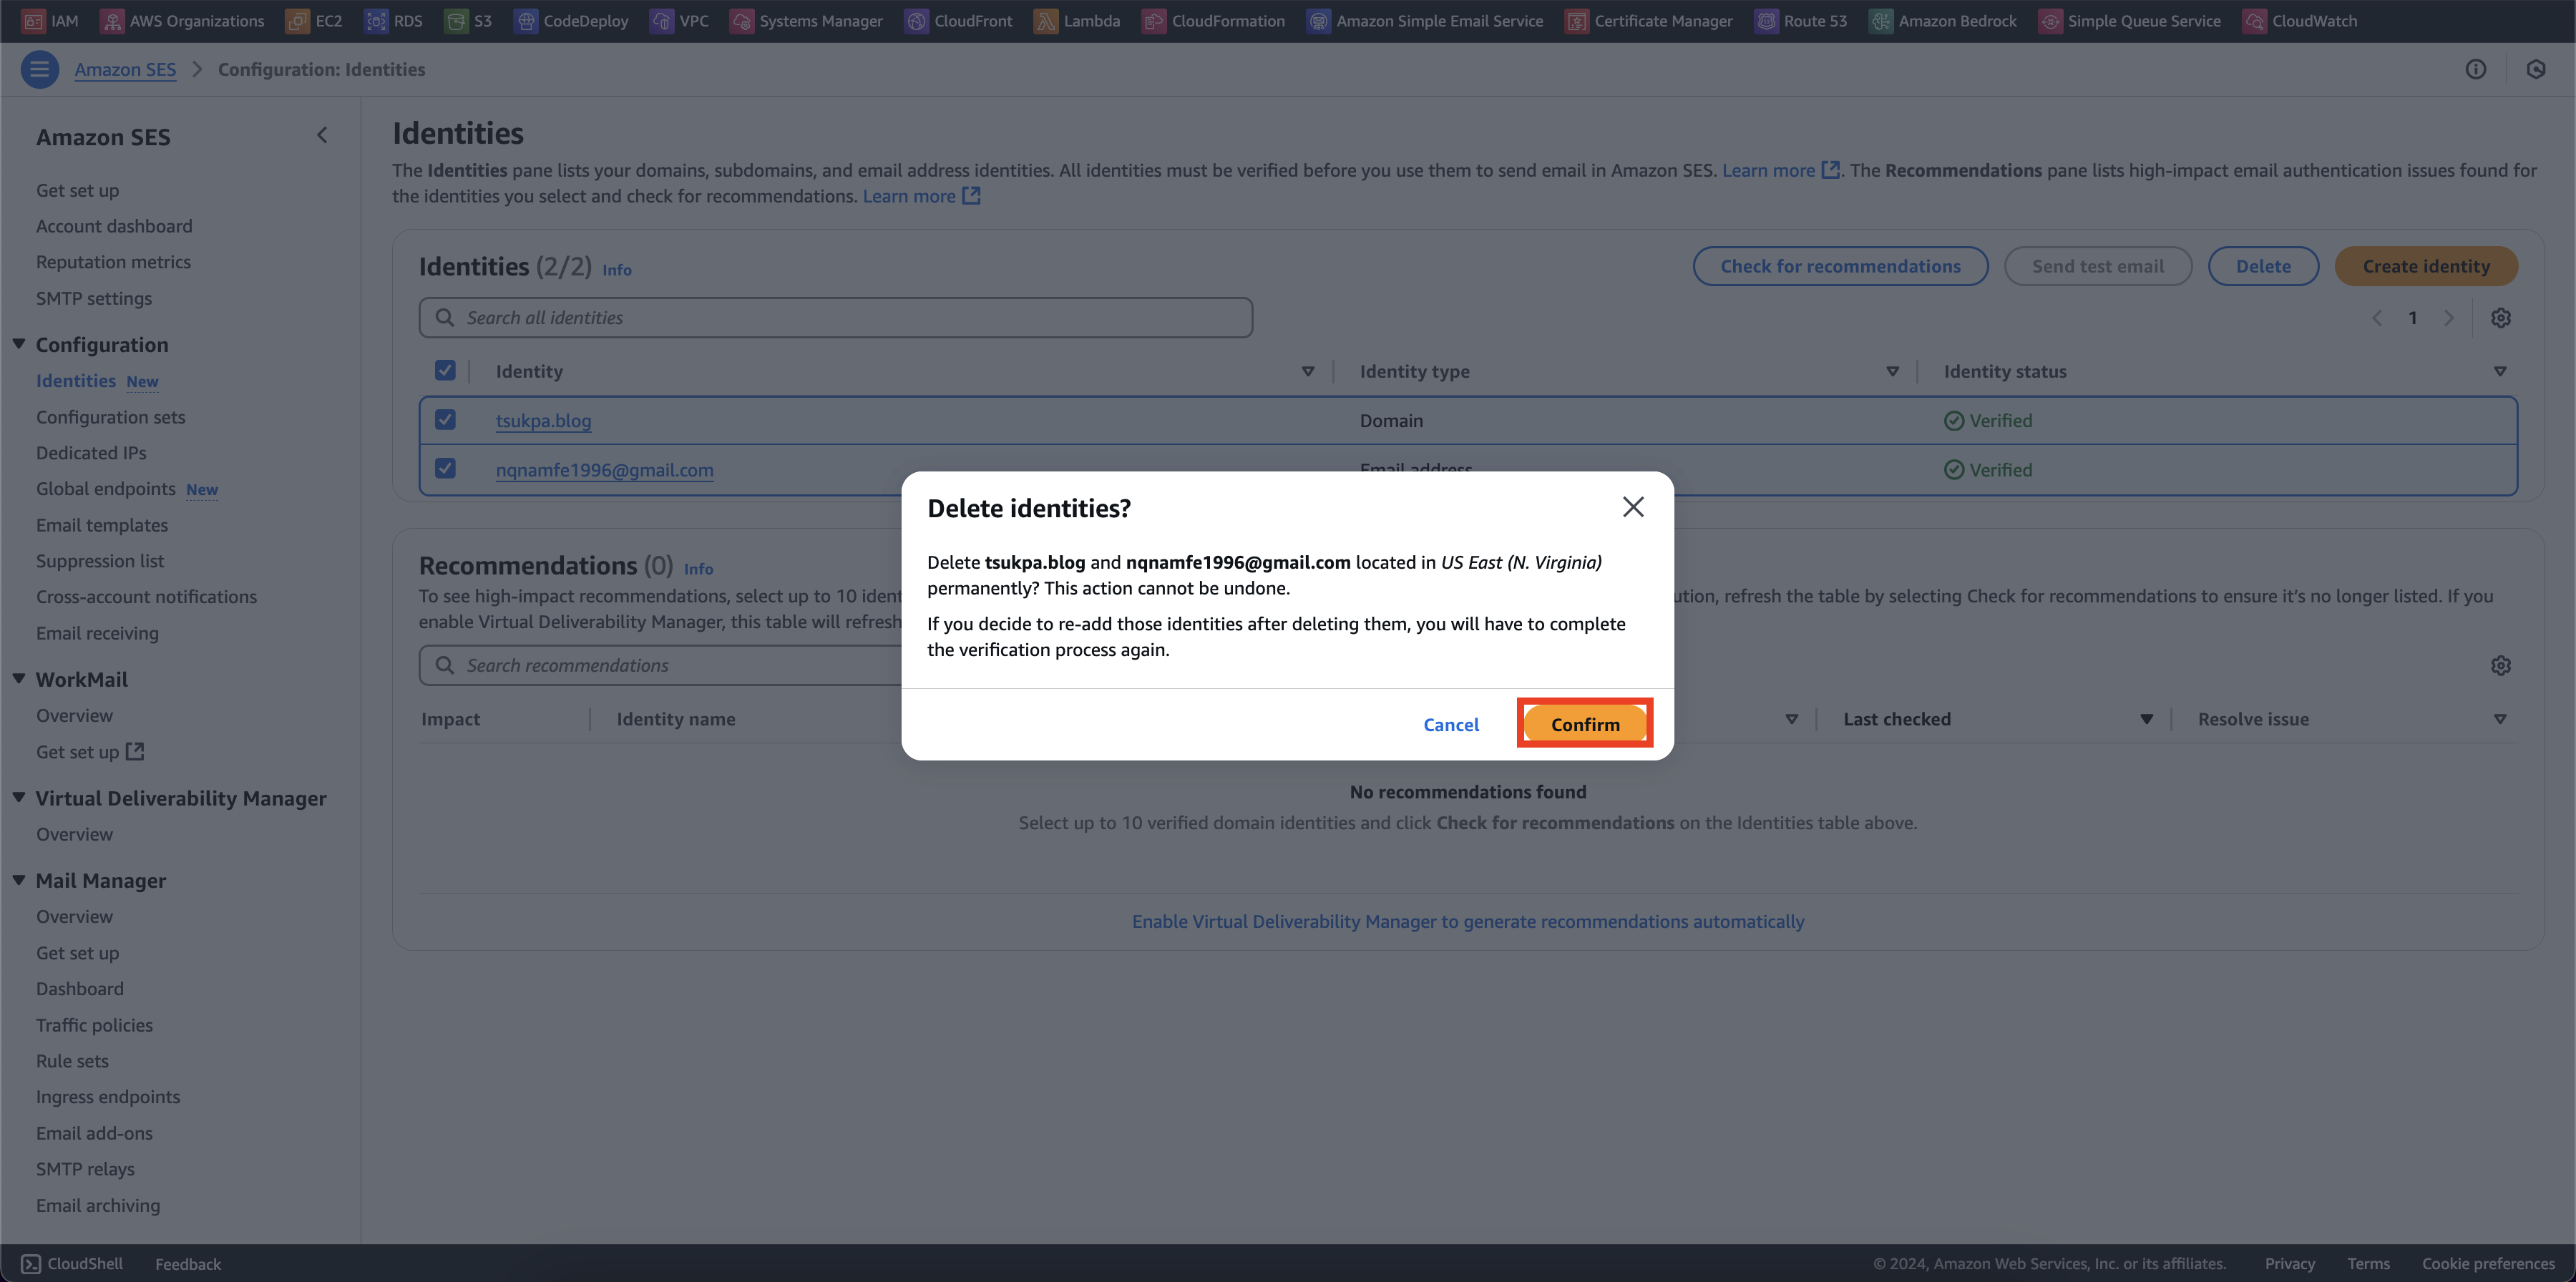 IAM AWS Organizations EC2 RDS S3 CodeDeploy VPC Systems Manager CloudFront Lambda CloudFormation Amazon Simple Email Service Certificate Manager Route 53 Amazon Bedrock Simple Queue Service CloudWatch
Amazon SES Configuration: Identities
Amazon SES
Get set up
Account dashboard
Reputation metrics
SMTP settings
Configuration
Identities New
Configuration sets
Dedicated IPs
Global endpoints New
Email templates
Suppression list
Cross-account notifications
Email receiving
WorkMail
Overview
Get set up
Virtual Deliverability Manager
Overview
Mail Manager
Overview
Get set up
Dashboard
Traffic policies
Rule sets
Ingress endpoints
Email add-ons
SMTP relays
Email archiving
Identities
The Identities pane lists your domains, subdomains, and email address identities. All identities must be verified before you use them to send email in Amazon SES. Learn more. The Recommendations pane lists high-impact email authentication issues found for
the identities you select and check for recommendations. Learn more
Identities (2/2) Info Check for recommendations Send test email Delete Create identity
Search all identities 1
Identity Identity type Identity status
tsukpa.blog Domain Verified
nqnamfe1996@gmail.com Email address Verified
Delete identities?
Delete tsukpa.blog and nqnamfe1996@gmail.com located in US East (N. Virginia)
permanently? This action cannot be undone.
If you decide to re-add those identities after deleting them, you will have to complete
the verification process again.
Cancel Confirm
Recommendations (0) Info
To see high-impact recommendations, select up to 10 , refresh the table by selecting Check for recommendations to ensure it's no longer listed. If you
enable Virtual Deliverability Manager, this table will refresh
Search recommendations
Impact Identity name Last checked Resolve issue
No recommendations found
Select up to 10 verified domain identities and click Check for recommendations on the Identities table above.
Enable Virtual Deliverability Manager to generate recommendations automatically
CloudShell Feedback © 2024, Amazon Web Services, Inc. or its affiliates. Privacy Terms Cookie preferences